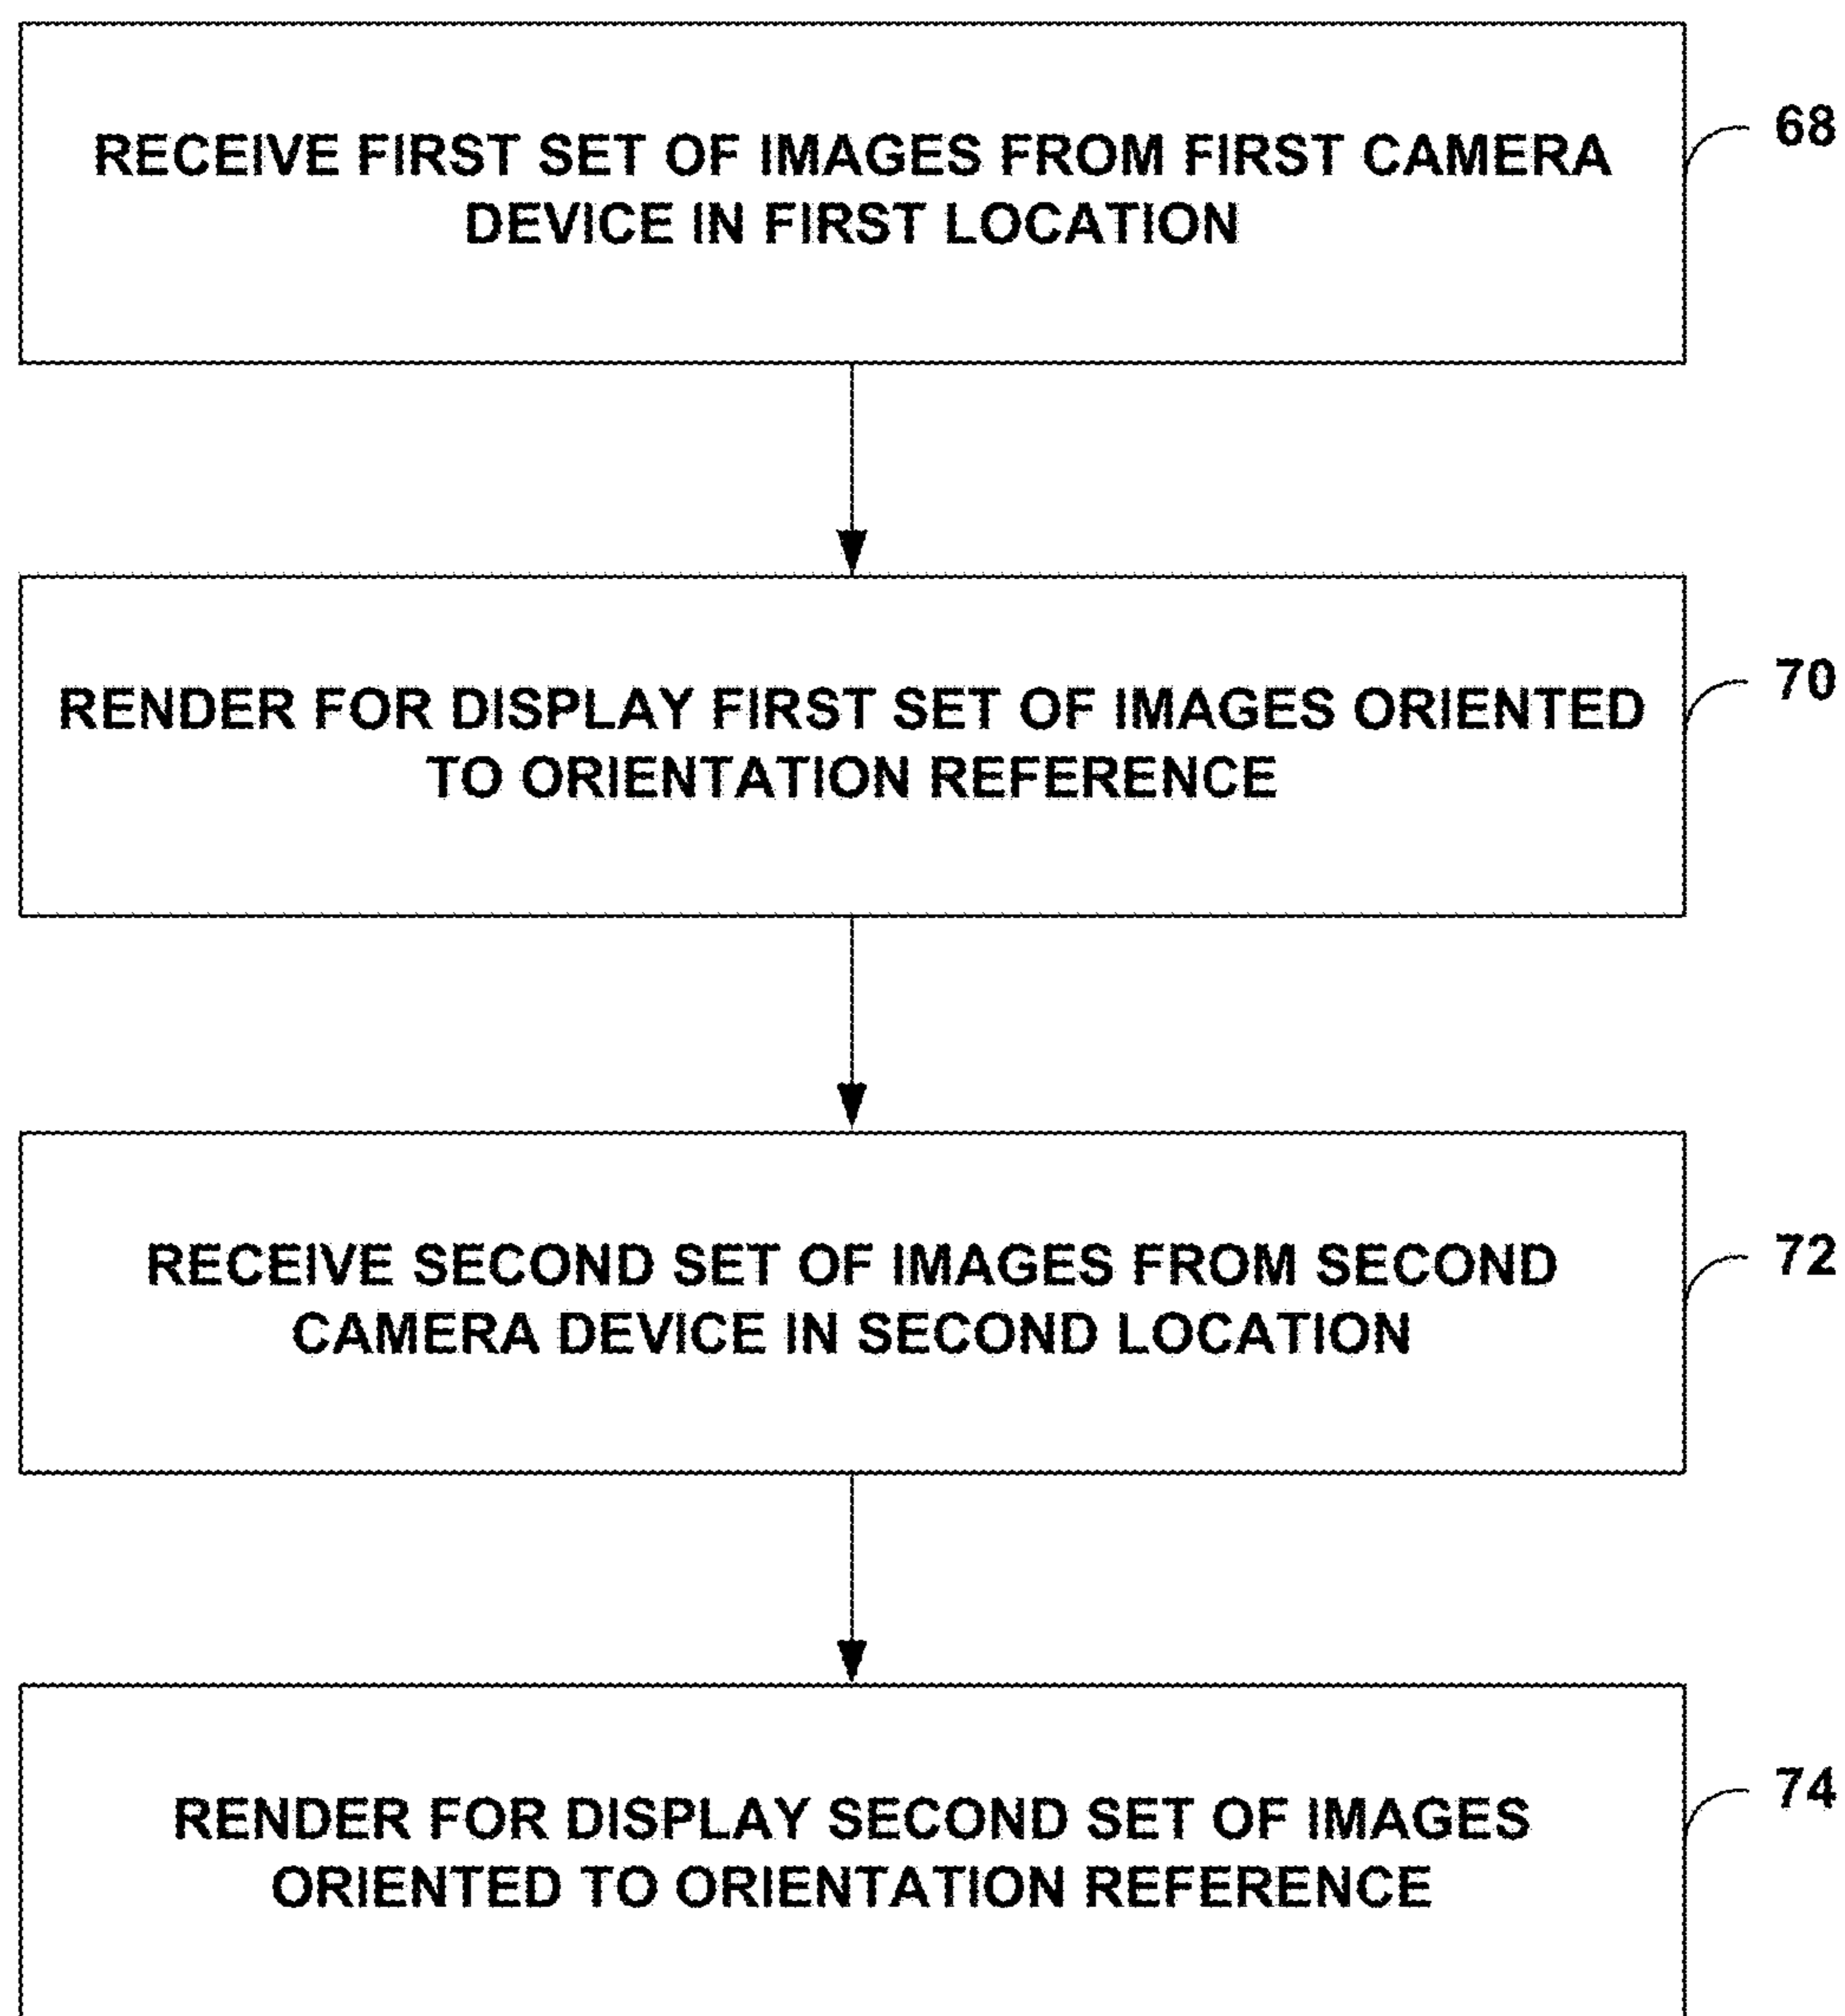 RECEIVE FIRST SET OF IMAGES FROM FIRST CAMERA
DEVICE IN FIRST LOCATION
68
RENDER FOR DISPLAY FIRST SET OF IMAGES ORIENTED
TO ORIENTATION REFERENCE
70
RECEIVE SECOND SET OF IMAGES FROM SECOND
CAMERA DEVICE IN SECOND LOCATION
72
RENDER FOR DISPLAY SECOND SET OF IMAGES
ORIENTED TO ORIENTATION REFERENCE
74